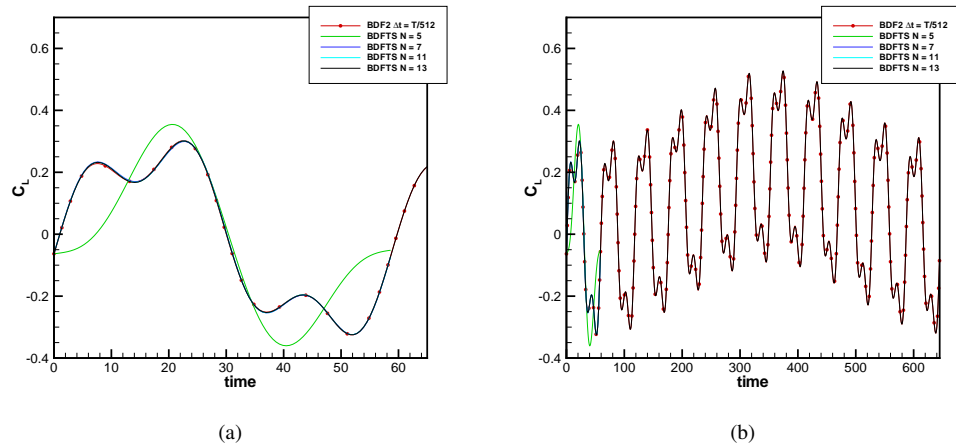 BDF2 Δt = T/512
BDFTS N = 5
BDFTS N = 7
BDFTS N = 11
BDFTS N = 13
0.6
0.4
0.2
0
-0.2
-0.4
C_L
0 20 40 60
time
(a)
BDF2 Δt = T/512
BDFTS N = 5
BDFTS N = 7
BDFTS N = 11
BDFTS N = 13
0.6
0.4
0.2
0
-0.2
-0.4
C_L
0 100 200 300 400 500 600
time
(b)